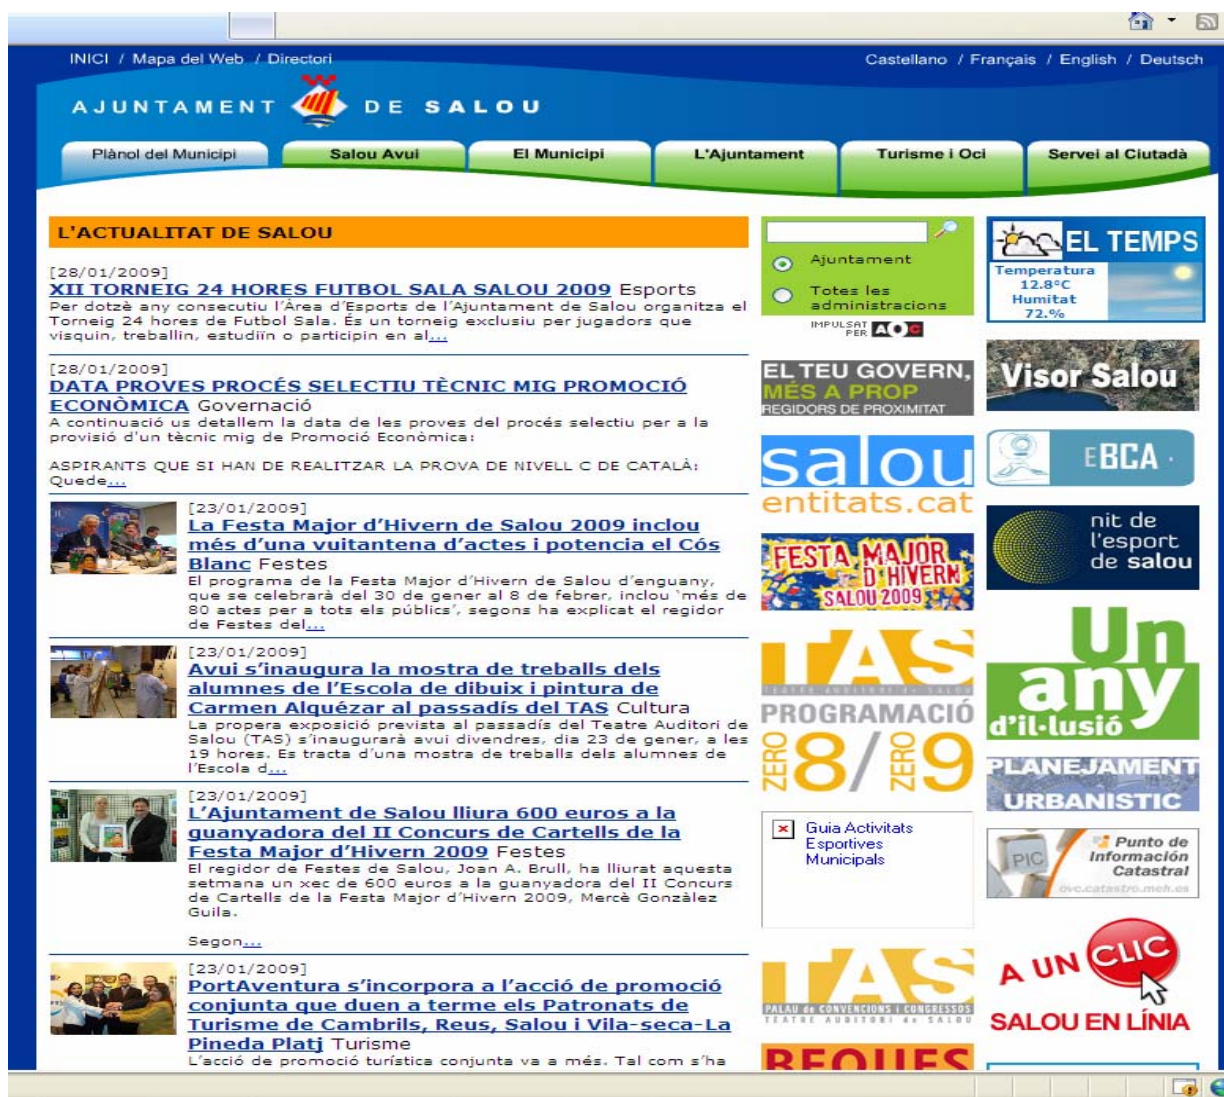 INICI / Mapa del Web / Directori
Castellano / Français / English / Deutsch
AJUNTAMENT DE SALOU
Plànol del Municipi
Salou Avui
El Municipi
L'Ajuntament
Turisme i Oci
Servei al Ciutadà
L'ACTUALITAT DE SALOU
[28/01/2009]
XII TORNEIG 24 HORES FUTBOL SALA SALOU 2009 Esports
Per dotzè any consecutiu l’Àrea d’Esports de l’Ajuntament de Salou organitza el
Torneig 24 hores de Futbol Sala. És un torneig exclusiu per jugadors que
visquin, treballin, estudiïn o participin en al...
[28/01/2009]
DATA PROVES PROCÉS SELECTIU TÈCNIC MIG PROMOCIÓ
ECONÒMICA Governació
A continuació us detallem la data de les proves del procés selectiu per a la
provisió d'un tècnic mig de Promoció Econòmica:
ASPIRANTS QUE SI HAN DE REALITZAR LA PROVA DE NIVELL C DE CATALÀ:
Quede...
[23/01/2009]
La Festa Major d’Hivern de Salou 2009 inclou
més d’una vuitantena d’actes i potencia el Cós
Blanc Festes
El programa de la Festa Major d’Hivern de Salou d’enguany,
que se celebrarà del 30 de gener al 8 de febrer, inclou ‘més de
80 actes per a tots els públics’, segons ha explicat el regidor
de Festes del...
[23/01/2009]
Avui s’inaugura la mostra de treballs dels
alumnes de l’Escola de dibuix i pintura de
Carmen Alquézar al passadís del TAS Cultura
La propera exposició prevista al passadís del Teatre Auditori de
Salou (TAS) s’inaugurarà avui divendres, dia 23 de gener, a les
19 hores. Es tracta d’una mostra de treballs dels alumnes de
l’Escola d...
[23/01/2009]
L’Ajuntament de Salou lliura 600 euros a la
guanyadora del II Concurs de Cartells de la
Festa Major d’Hivern 2009 Festes
El regidor de Festes de Salou, Joan A. Brull, ha lliurat aquesta
setmana un xec de 600 euros a la guanyadora del II Concurs
de Cartells de la Festa Major d’Hivern 2009, Mercè Gonzàlez
Guila.
Segon...
[23/01/2009]
PortAventura s’incorpora a l’acció de promoció
conjunta que duen a terme els Patronats de
Turisme de Cambrils, Reus, Salou i Vila-seca-La
Pineda Platj Turisme
L’acció de promoció turística conjunta va a més. Tal com s’ha
Ajuntament
Totes les
administracions
IMPULSAT
PER AOC
EL TEU GOVERN,
MÉS A PROP
REGIDORS DE PROXIMITAT
salou
entitats.cat
FESTA MAJOR
D'HIVERN
SALOU 2009
TAS
TEATRE AUDITORI de SALOU
PROGRAMACIÓ
ZERO 8/ ZERO 9
Guia Activitats
Esportives
Municipals
TAS
PALAU de CONVENCIONS i CONGRESSOS
TEATRE AUDITORI de SALOU
REQUES
EL TEMPS
Temperatura
12.8°C
Humitat
72.%
Visor Salou
EBCA
nit de
l'esport
de salou
Un
any
d'il·lusió
PLANEJAMENT
URBANISTIC
PIC
Punto de
Información
Catastral
ovc.catastro.meh.es
A UN CLIC
SALOU EN LÍNIA